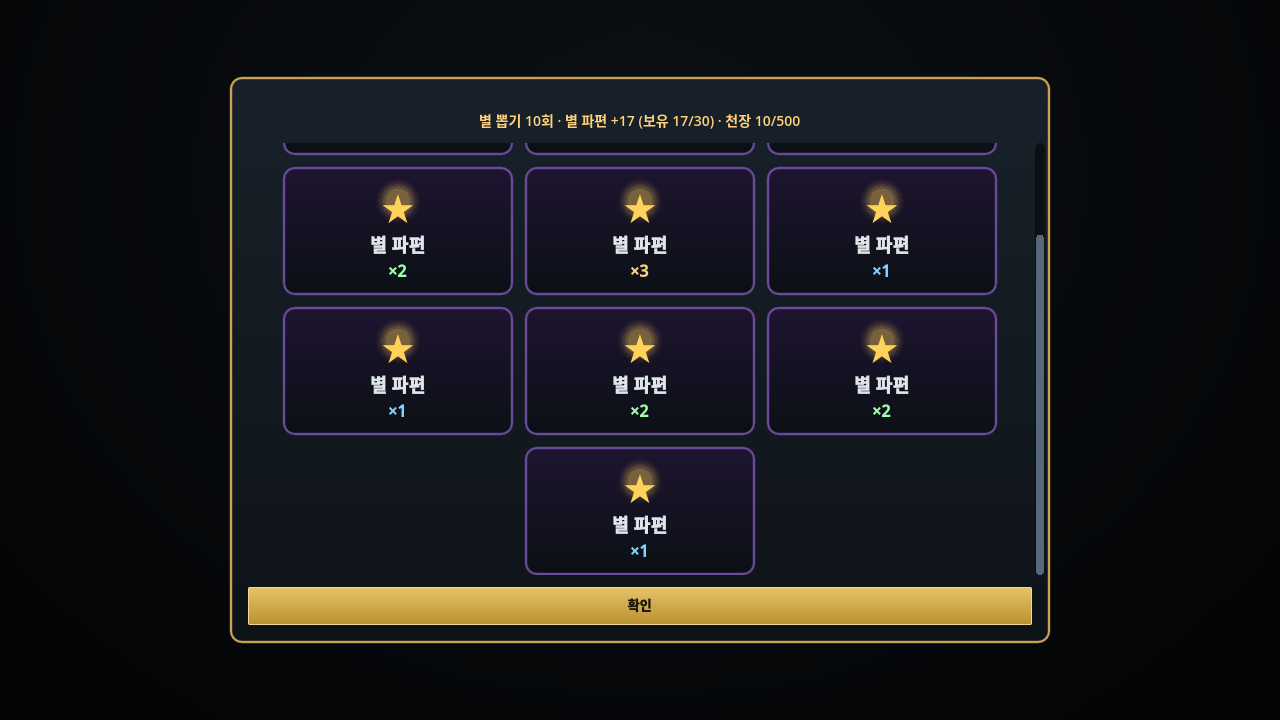 별 뽑기 10회 · 별 파편 +17 (보유 17/30) · 천장 10/500
별 파편
×2
별 파편
×3
별 파편
×1
별 파편
×1
별 파편
×2
별 파편
×2
별 파편
×1
확인